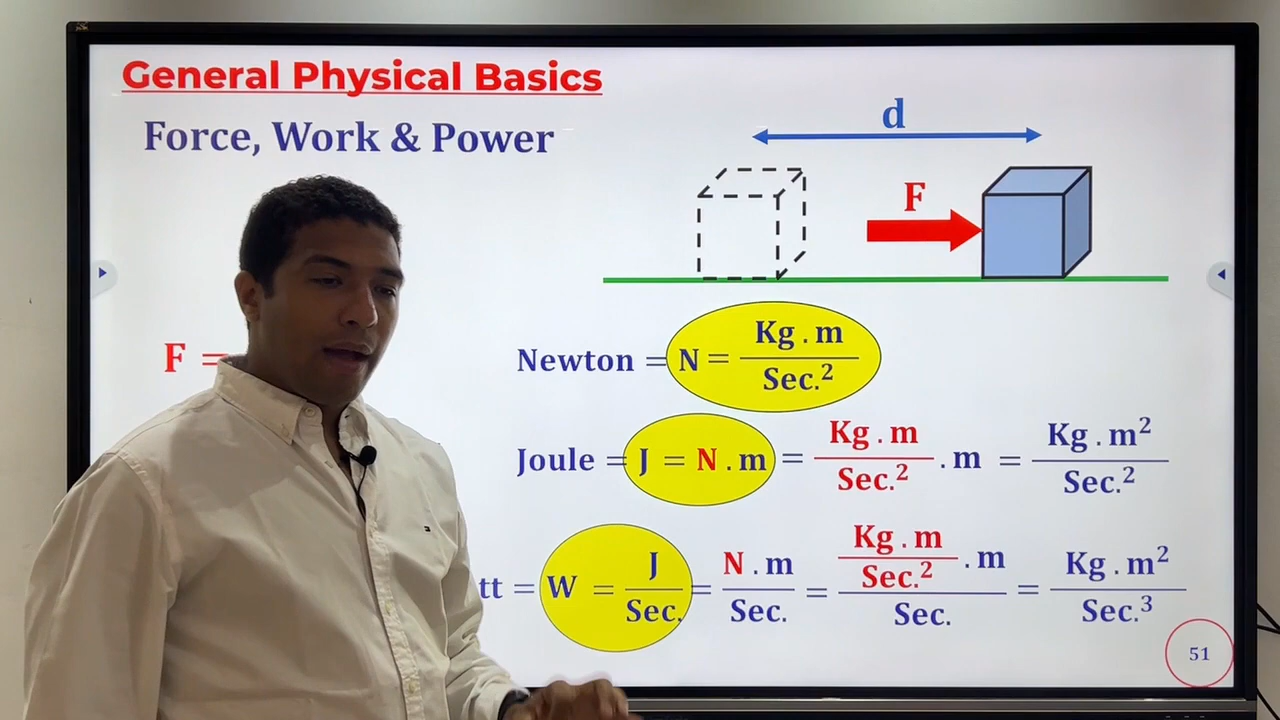 General Physical Basics
Force, Work & Power
d
F
F =
Newton = N = Kg . m / Sec.²
Joule = J = N . m = Kg . m / Sec.² . m = Kg . m² / Sec.²
tt = W = J / Sec. = N . m / Sec. = Kg . m / Sec.² . m / Sec. = Kg . m² / Sec.³
51